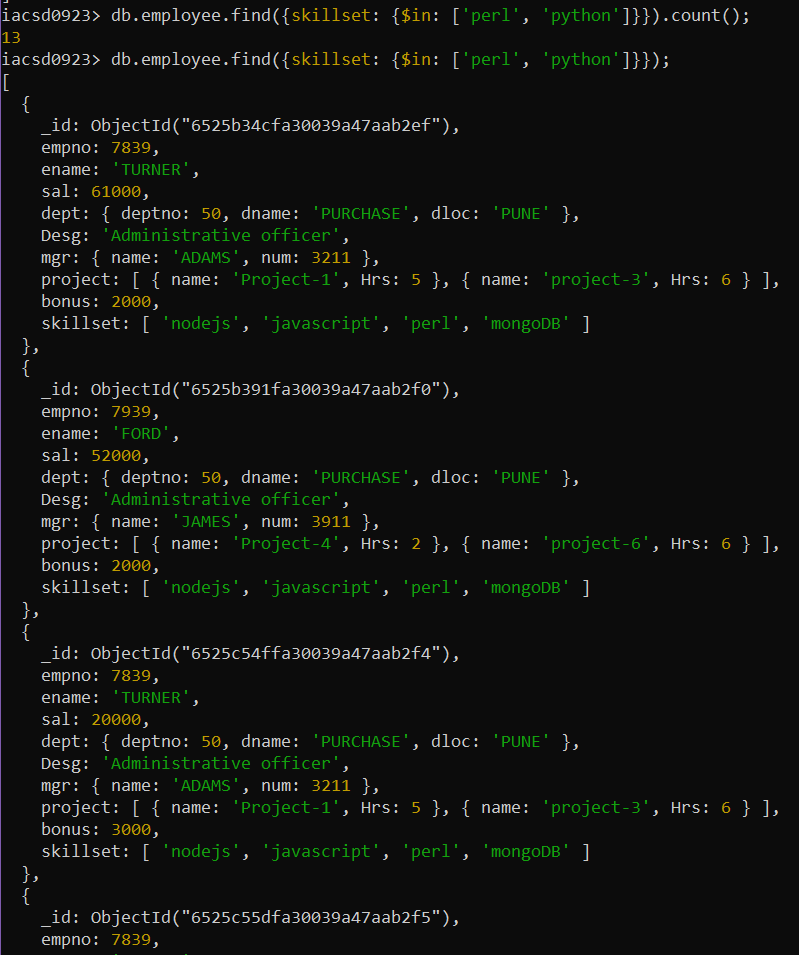 iacsd0923> db.employee.find({skillset: {$in: ['perl', 'python']}}).count();
13
iacsd0923> db.employee.find({skillset: {$in: ['perl', 'python']}});
[
  {
    _id: ObjectId("6525b34cfa30039a47aab2ef"),
    empno: 7839,
    ename: 'TURNER',
    sal: 61000,
    dept: { deptno: 50, dname: 'PURCHASE', dloc: 'PUNE' },
    Desg: 'Administrative officer',
    mgr: { name: 'ADAMS', num: 3211 },
    project: [ { name: 'Project-1', Hrs: 5 }, { name: 'project-3', Hrs: 6 } ],
    bonus: 2000,
    skillset: [ 'nodejs', 'javascript', 'perl', 'mongoDB' ]
  },
  {
    _id: ObjectId("6525b391fa30039a47aab2f0"),
    empno: 7939,
    ename: 'FORD',
    sal: 52000,
    dept: { deptno: 50, dname: 'PURCHASE', dloc: 'PUNE' },
    Desg: 'Administrative officer',
    mgr: { name: 'JAMES', num: 3911 },
    project: [ { name: 'Project-4', Hrs: 2 }, { name: 'project-6', Hrs: 6 } ],
    bonus: 2000,
    skillset: [ 'nodejs', 'javascript', 'perl', 'mongoDB' ]
  },
  {
    _id: ObjectId("6525c54ffa30039a47aab2f4"),
    empno: 7839,
    ename: 'TURNER',
    sal: 20000,
    dept: { deptno: 50, dname: 'PURCHASE', dloc: 'PUNE' },
    Desg: 'Administrative officer',
    mgr: { name: 'ADAMS', num: 3211 },
    project: [ { name: 'Project-1', Hrs: 5 }, { name: 'project-3', Hrs: 6 } ],
    bonus: 3000,
    skillset: [ 'nodejs', 'javascript', 'perl', 'mongoDB' ]
  },
  {
    _id: ObjectId("6525c55dfa30039a47aab2f5"),
    empno: 7839,